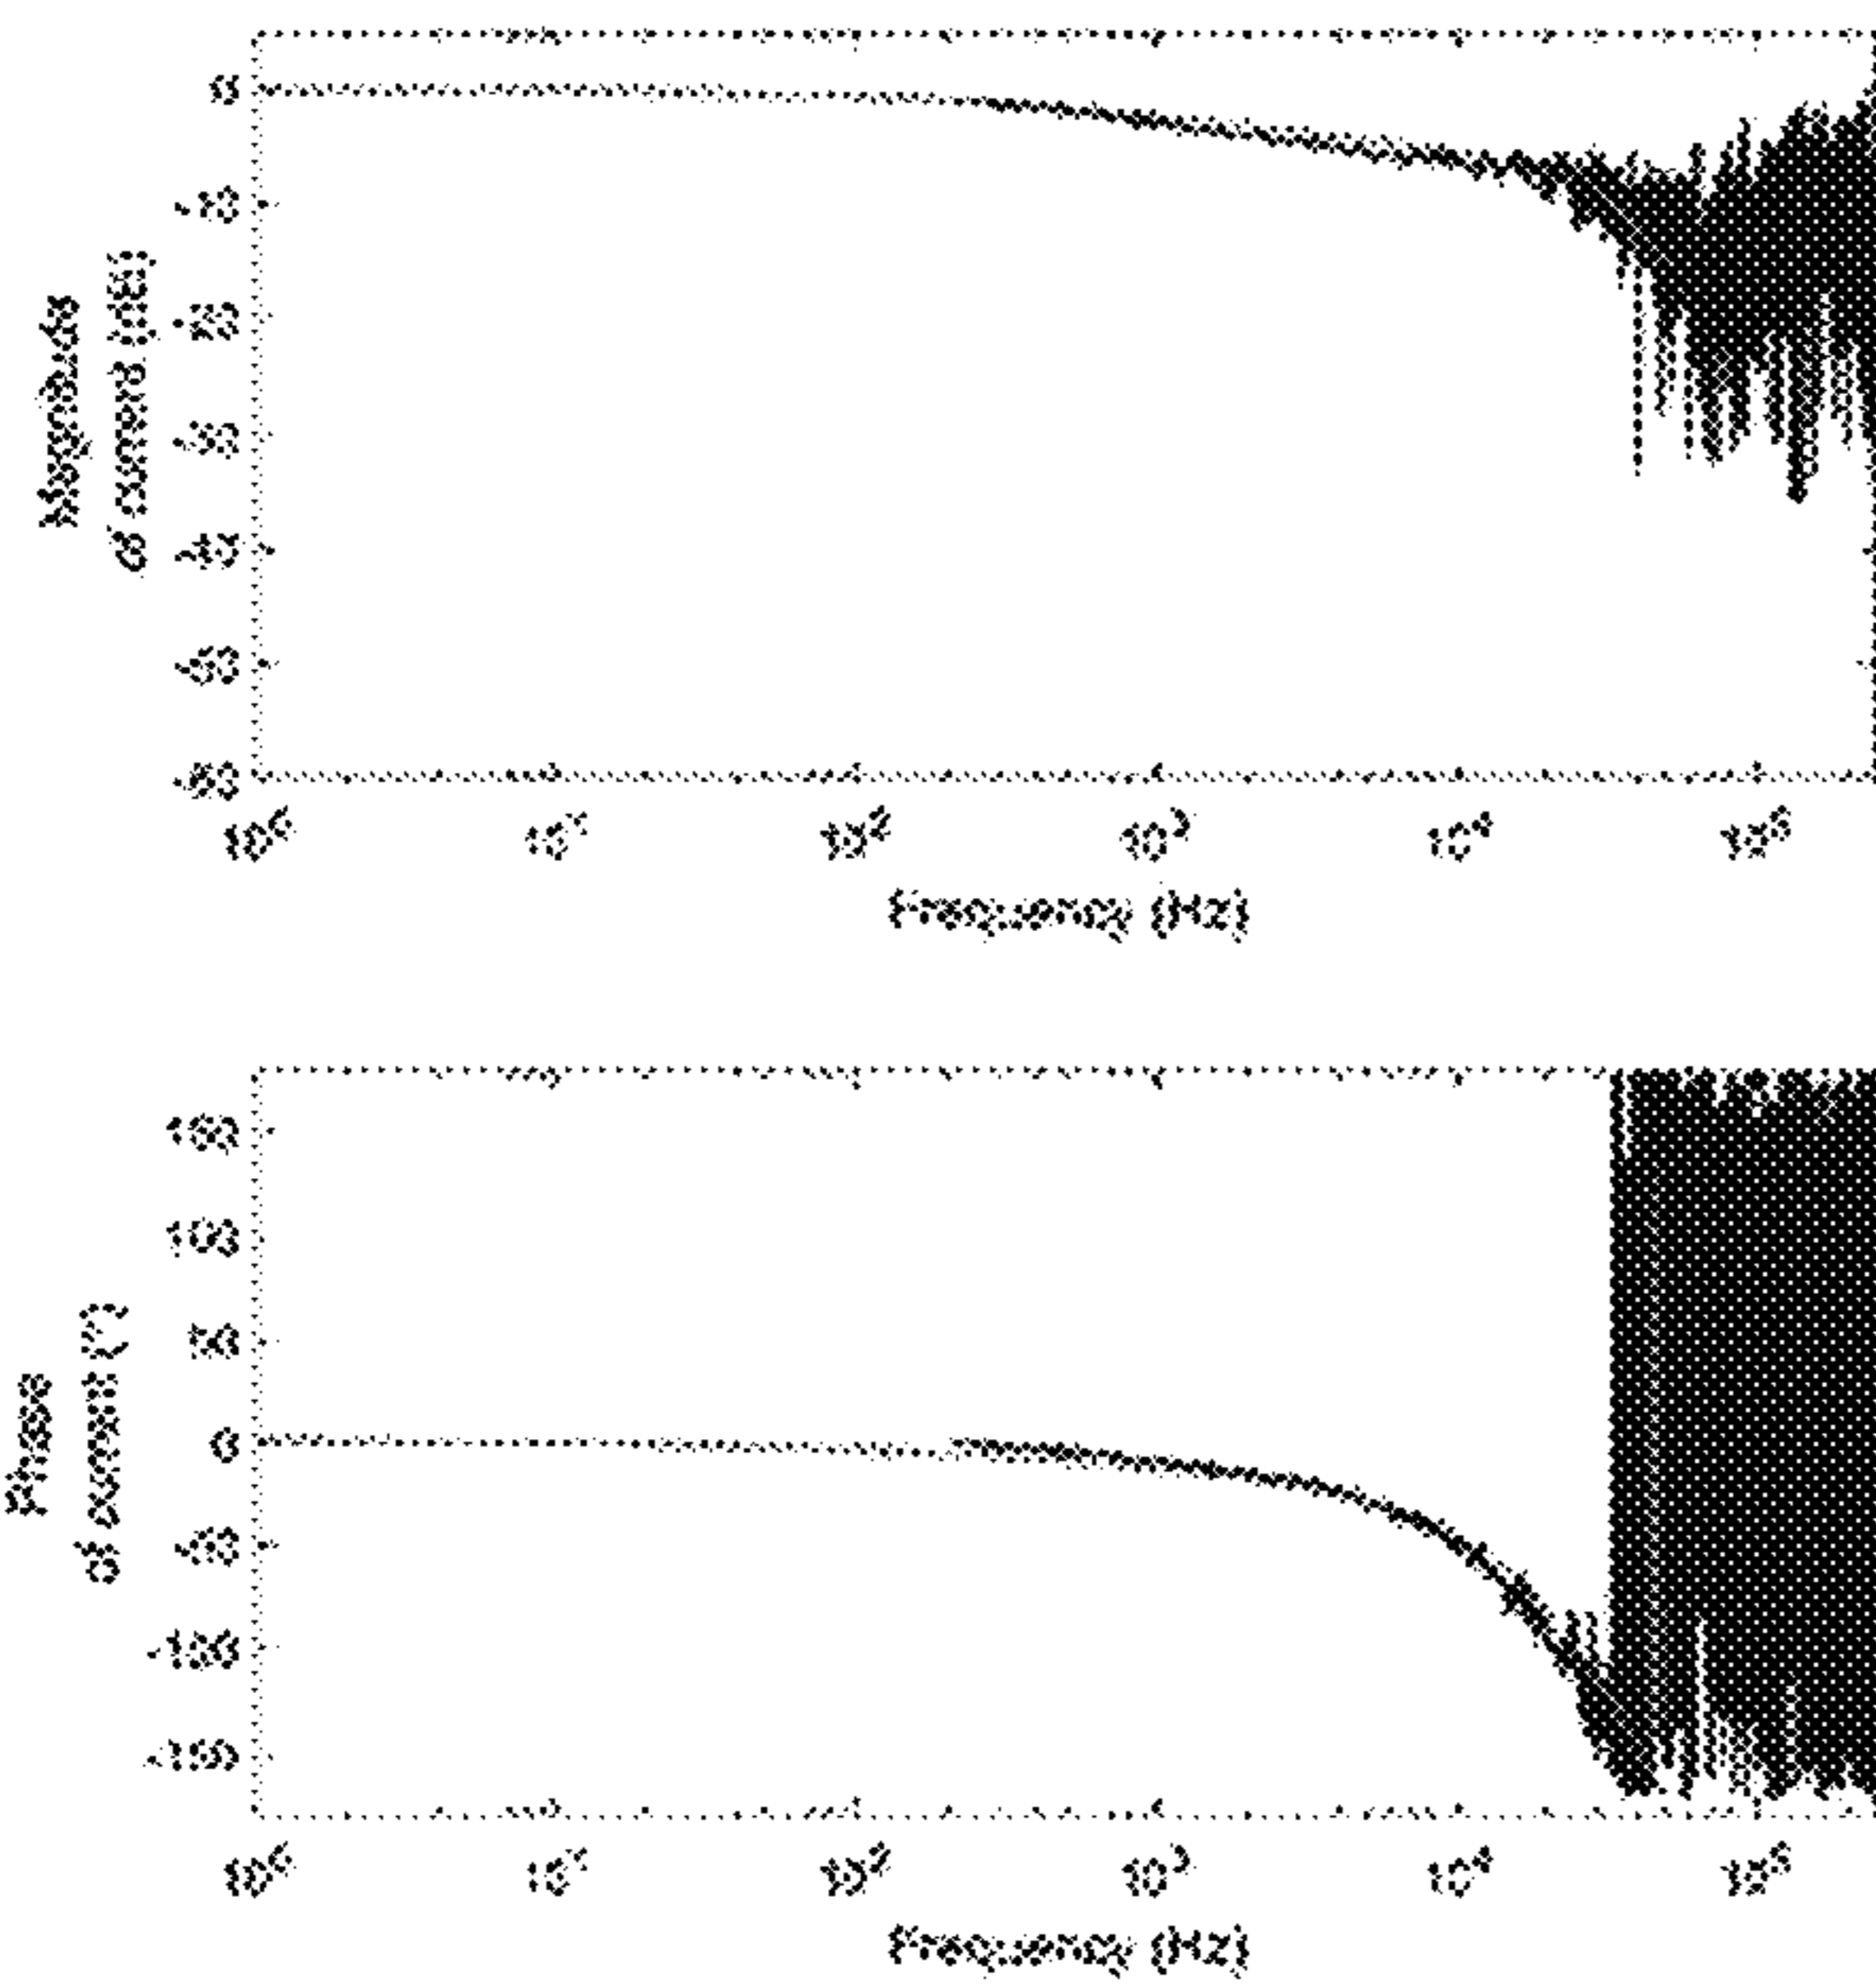 Magnitude
of current (dB)
0
-10
-20
-30
-40
-50
-60
10⁰ 10¹ 10² 10³ 10⁴ 10⁵
Frequency (Hz)
Phase
of current (°)
150
100
50
0
-50
-100
-150
10⁰ 10¹ 10² 10³ 10⁴ 10⁵
Frequency (Hz)